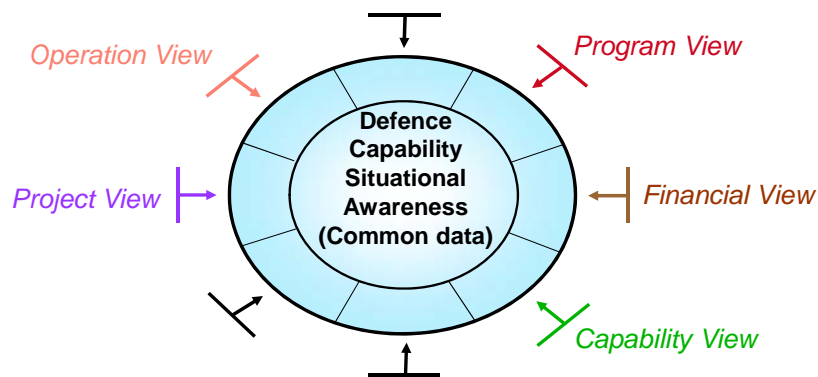 Operation View
Program View
Defence
Capability
Situational
Awareness
(Common data)
Project View
Financial View
Capability View